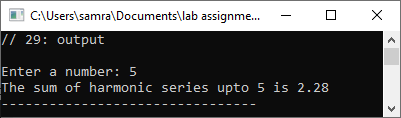 C:\Users\samra\Documents\lab assignme...
// 29: output
Enter a number: 5
The sum of harmonic series upto 5 is 2.28
--------------------------------